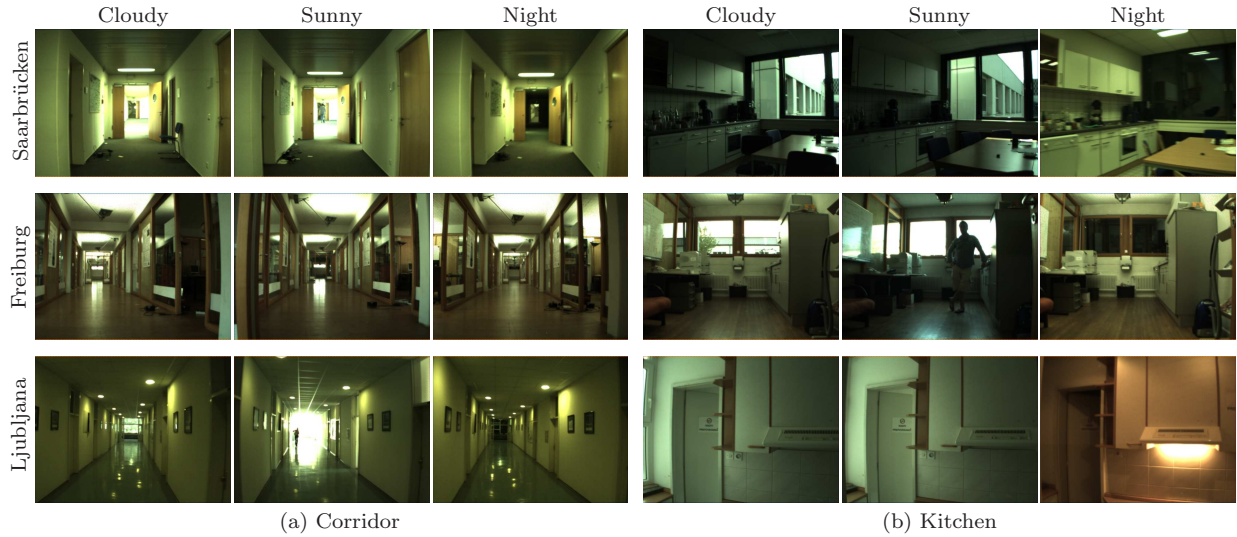 Cloudy Sunny Night Cloudy Sunny Night
Saarbrücken
Freiburg
Ljubljana
(a) Corridor (b) Kitchen